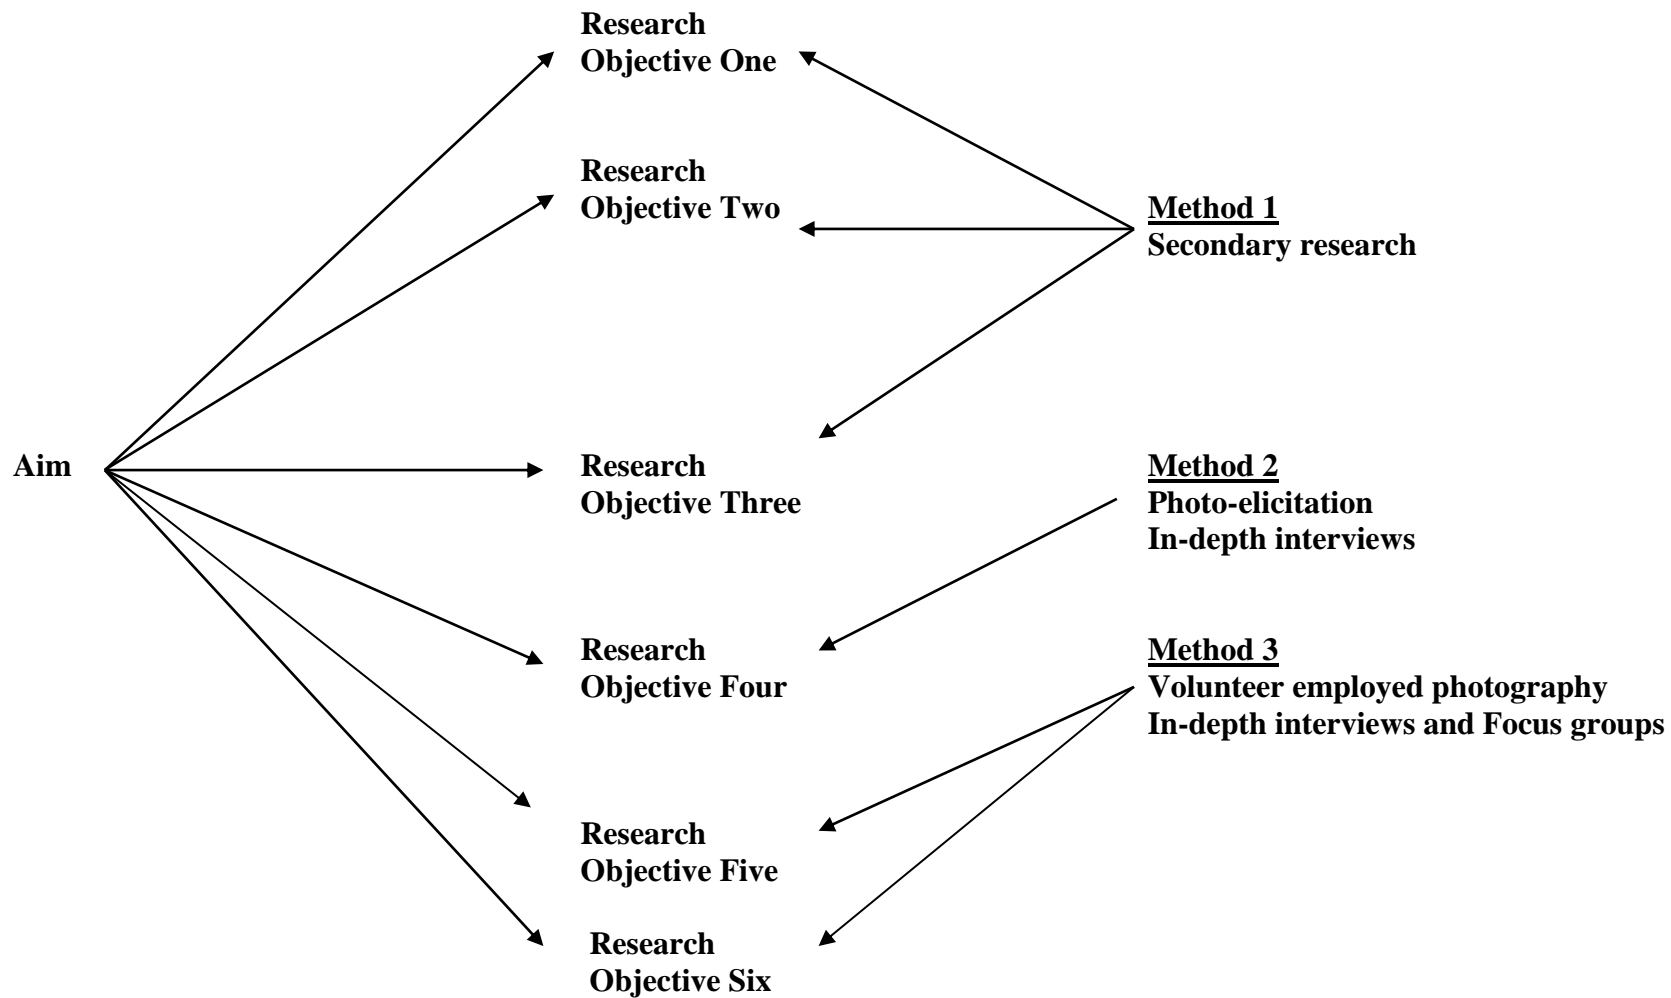 Research
Objective One
Research
Objective Two
Method 1
Secondary research
Aim
Research
Objective Three
Method 2
Photo-elicitation
In-depth interviews
Research
Objective Four
Method 3
Volunteer employed photography
In-depth interviews and Focus groups
Research
Objective Five
Research
Objective Six